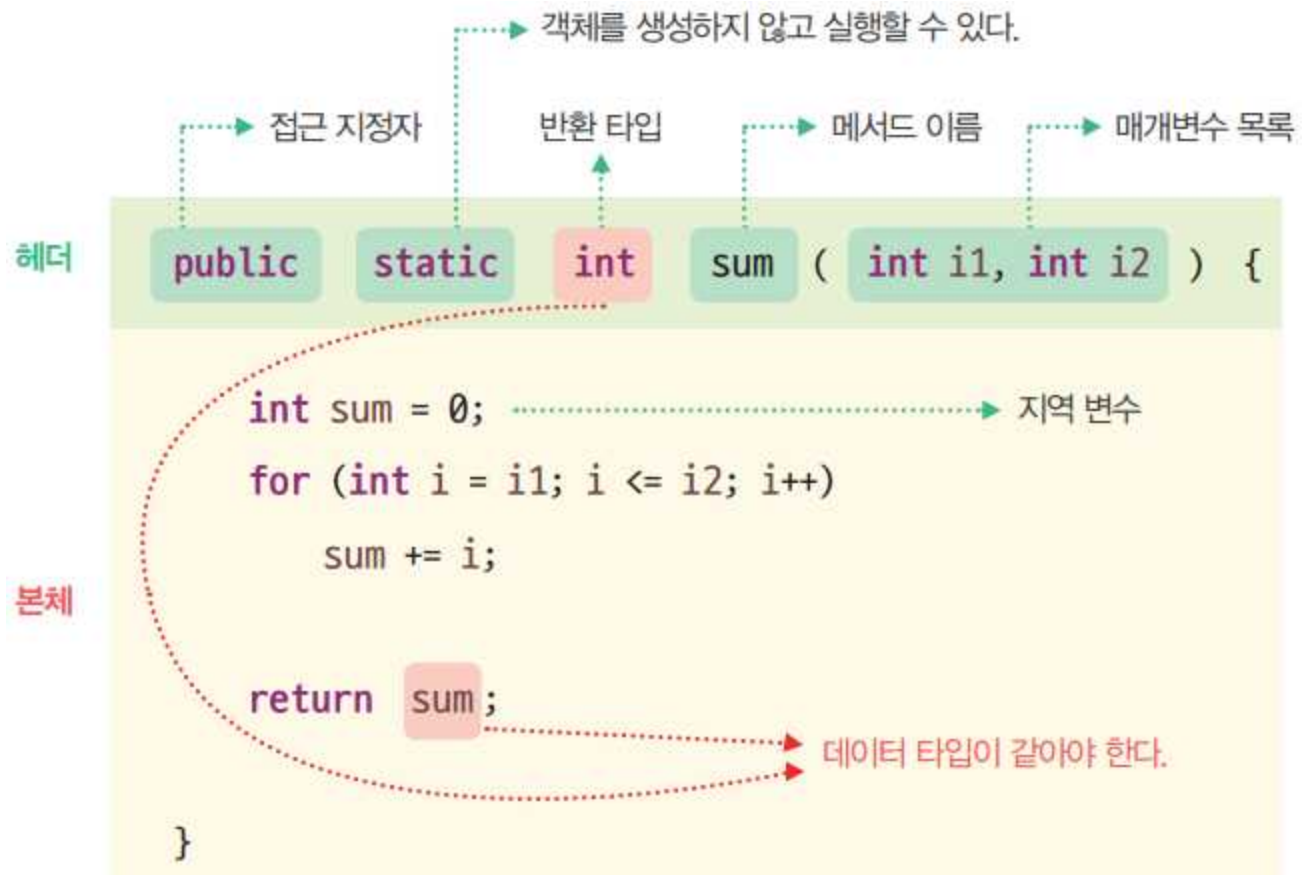 객체를 생성하지 않고 실행할 수 있다.
접근 지정자 반환 타입 메서드 이름 매개변수 목록
헤더 public static int sum ( int i1, int i2 ) {
int sum = 0; 지역 변수
for (int i = i1; i <= i2; i++)
sum += i;
본체
return sum;
데이터 타입이 같아야 한다.
}